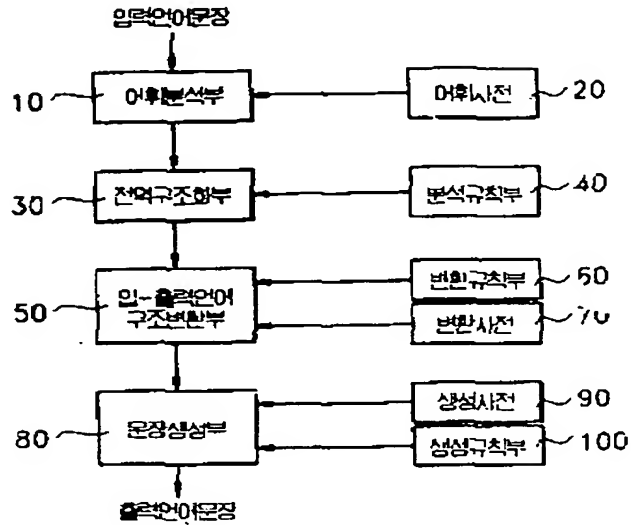 입력언어문장
10 어휘분석부 어휘사전 20
30 전역구조합부 분석규칙부 40
입-출력언어 변환규칙부 60
50 구조변환부 변환사전 70
80 문장생성부 생성사전 90
생성규칙부 100
출력언어문장